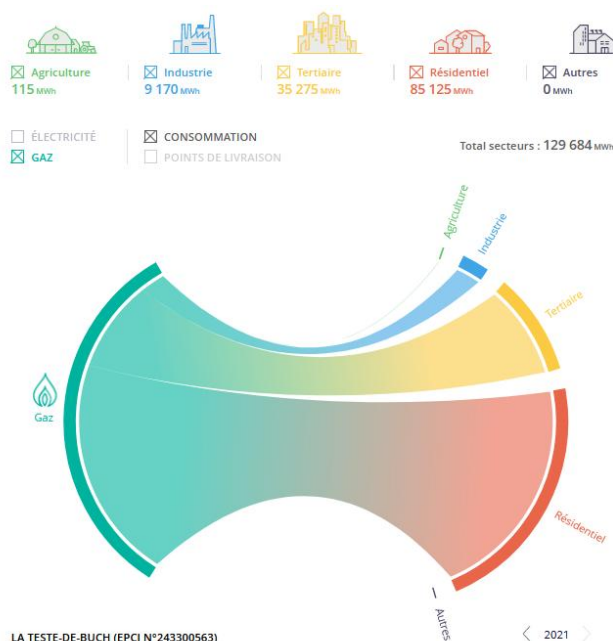 Agriculture
115 MWh
Industrie
9 170 MWh
Tertiaire
35 275 MWh
Résidentiel
85 125 MWh
Autres
0 MWh
ÉLECTRICITÉ
GAZ
CONSOMMATION
POINTS DE LIVRAISON
Total secteurs : 129 684 MWh
Agriculture
Industrie
Tertiaire
Gaz
Résidentiel
Autres
LA TESTE-DE-BUCH (EPCI N°243300563)
2021